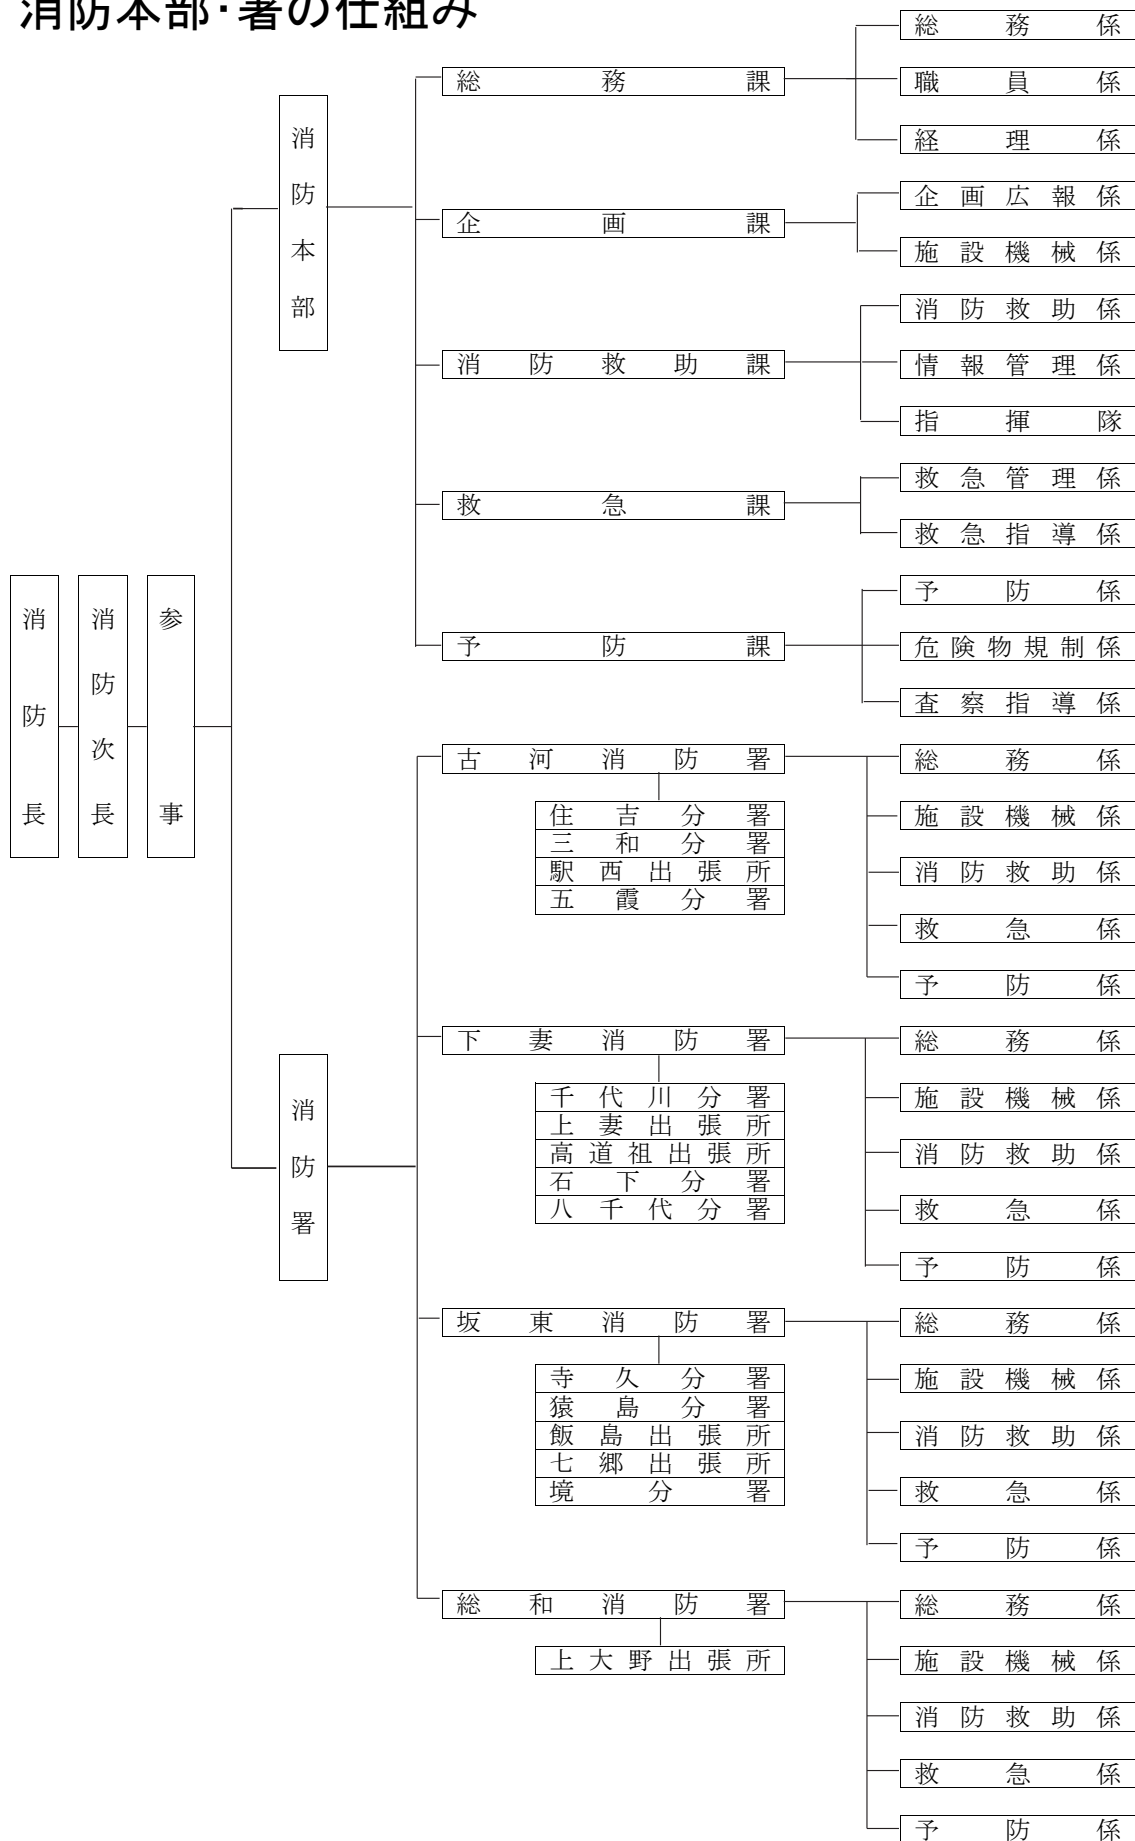 消防本部・署の仕組み
消防長
消防次長
参事
消防本部
総務課
総務係
職員係
経理係
企画課
企画広報係
施設機械係
消防救助課
消防救助係
情報管理係
指揮隊
救急課
救急管理係
救急指導係
予防課
予防係
危険物規制係
査察指導係
消防署
古河消防署
住吉分署
三和分署
駅西出張所
五霞分署
総務係
施設機械係
消防救助係
救急係
予防係
下妻消防署
千代川分署
上妻出張所
高道祖出張所
石下分署
八千代分署
総務係
施設機械係
消防救助係
救急係
予防係
坂東消防署
寺久分署
猿島分署
飯島出張所
七郷出張所
境分署
総務係
施設機械係
消防救助係
救急係
予防係
総和消防署
上大野出張所
総務係
施設機械係
消防救助係
救急係
予防係